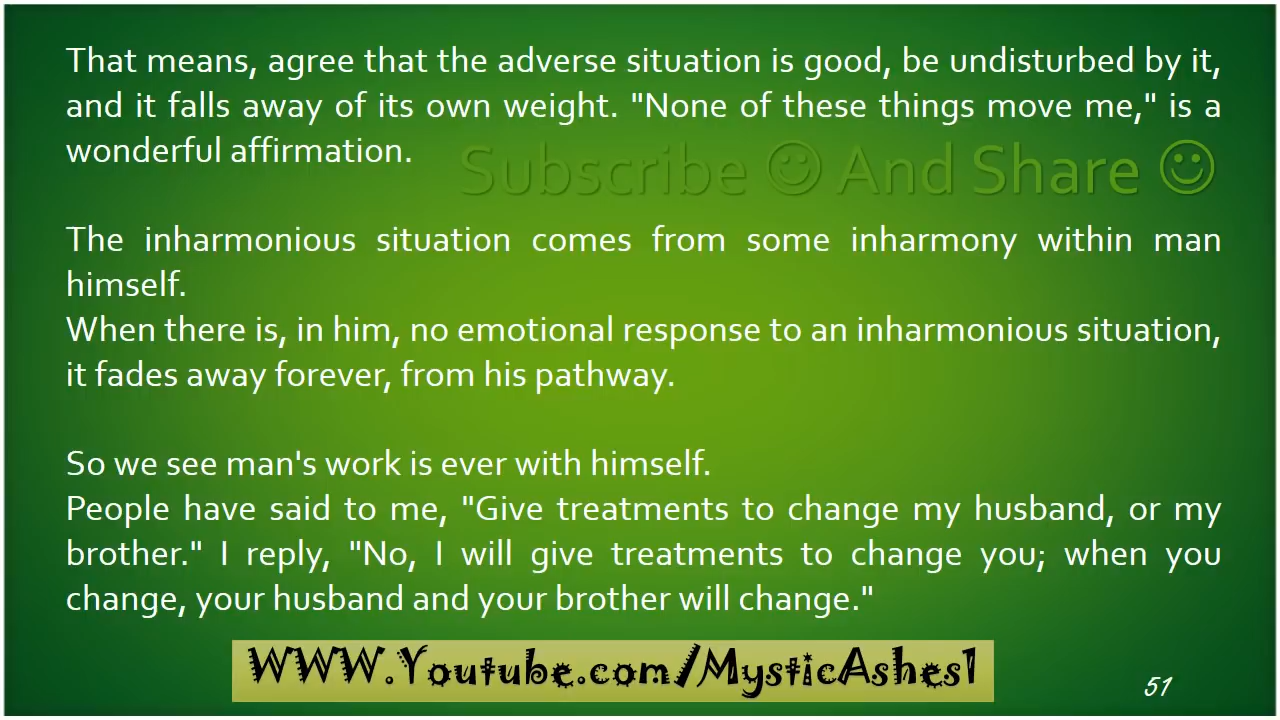 That means, agree that the adverse situation is good, be undisturbed by it,
and it falls away of its own weight. "None of these things move me," is a
wonderful affirmation.
Subscribe ☺ And Share ☺
The inharmonious situation comes from some inharmony within man
himself.
When there is, in him, no emotional response to an inharmonious situation,
it fades away forever, from his pathway.
So we see man's work is ever with himself.
People have said to me, "Give treatments to change my husband, or my
brother." I reply, "No, I will give treatments to change you; when you
change, your husband and your brother will change."
WWW.Youtube.com/MysticAshes1
51